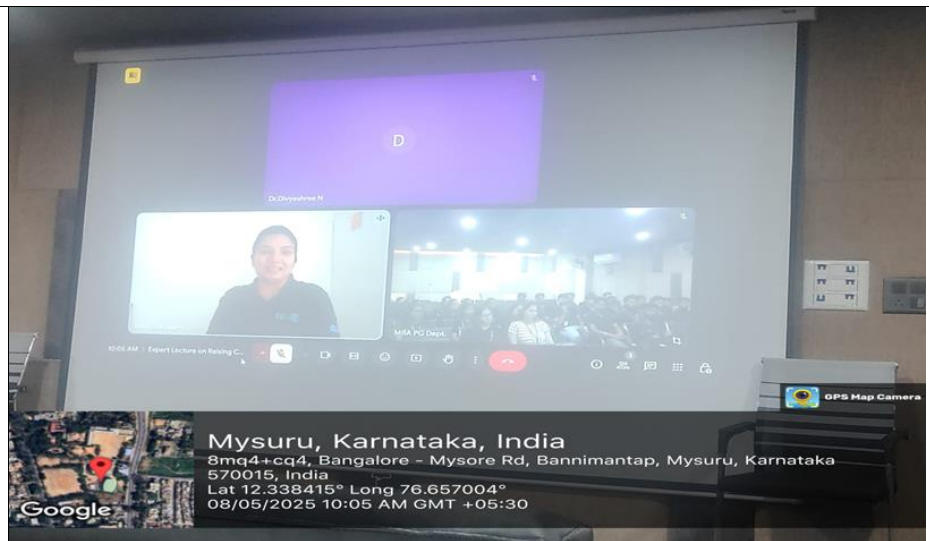 D
Dr.Divyashree N
MBA PG Dept.
10:05 AM | Expert Lecture on Raising C...
GPS Map Camera
Mysuru, Karnataka, India
8mq4+cq4, Bangalore - Mysore Rd, Bannimantap, Mysuru, Karnataka
570015, India
Lat 12.338415° Long 76.657004°
08/05/2025 10:05 AM GMT +05:30
Google